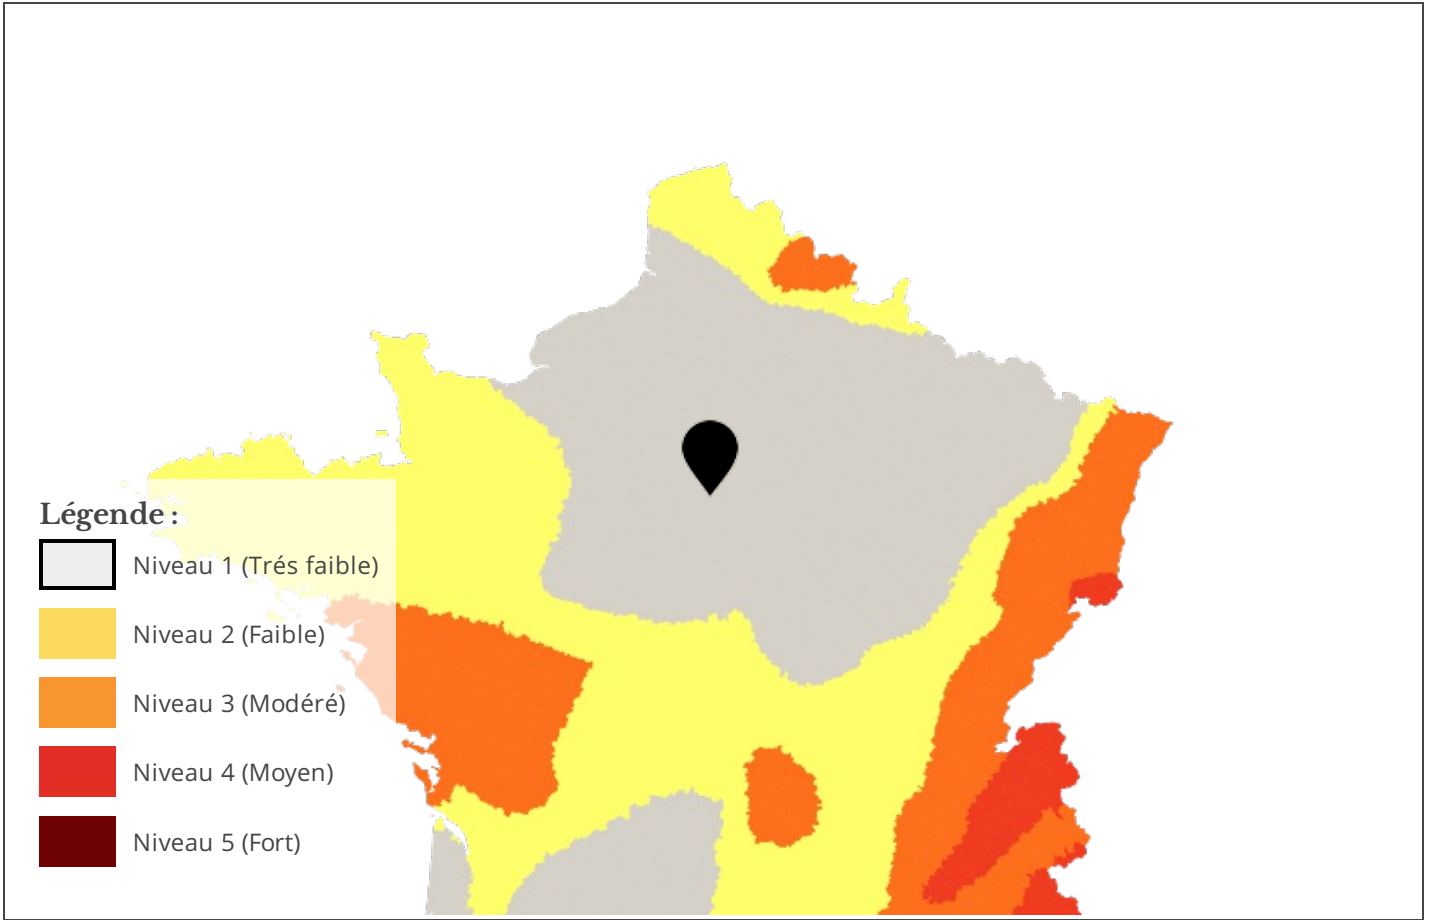 Légende :
Niveau 1 (Trés faible)
Niveau 2 (Faible)
Niveau 3 (Modéré)
Niveau 4 (Moyen)
Niveau 5 (Fort)